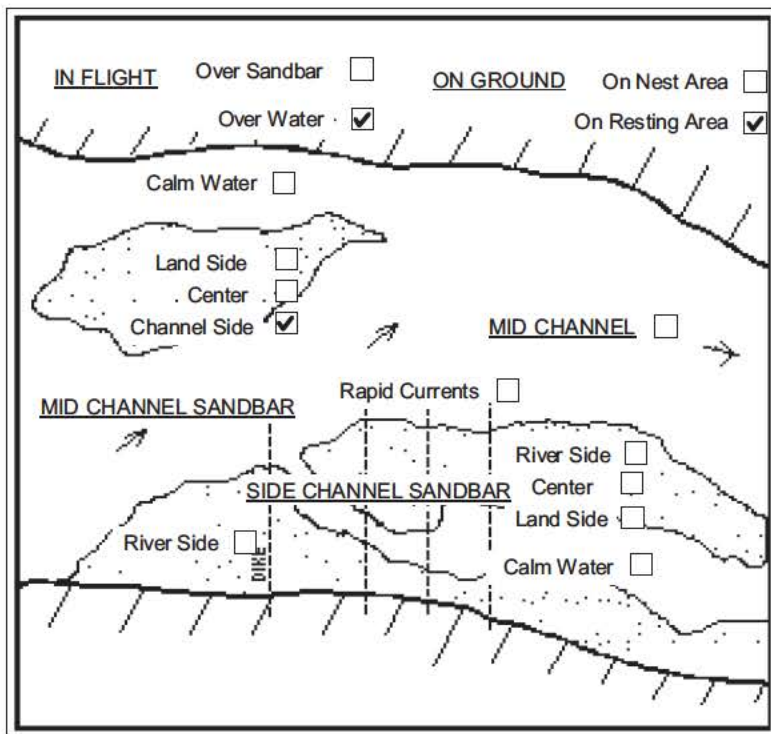 IN FLIGHT
Over Sandbar
Over Water
ON GROUND
On Nest Area
On Resting Area
Calm Water
Land Side
Center
Channel Side
MID CHANNEL
MID CHANNEL SANDBAR
Rapid Currents
River Side
Center
Land Side
SIDE CHANNEL SANDBAR
River Side
DIKE
Calm Water